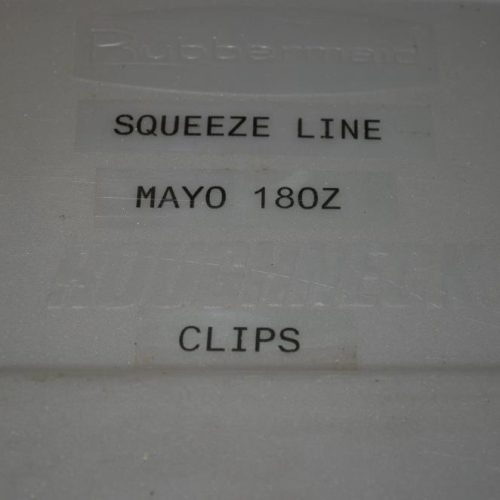 Rubbermaid
SQUEEZE LINE
MAYO 18OZ
CLIPS